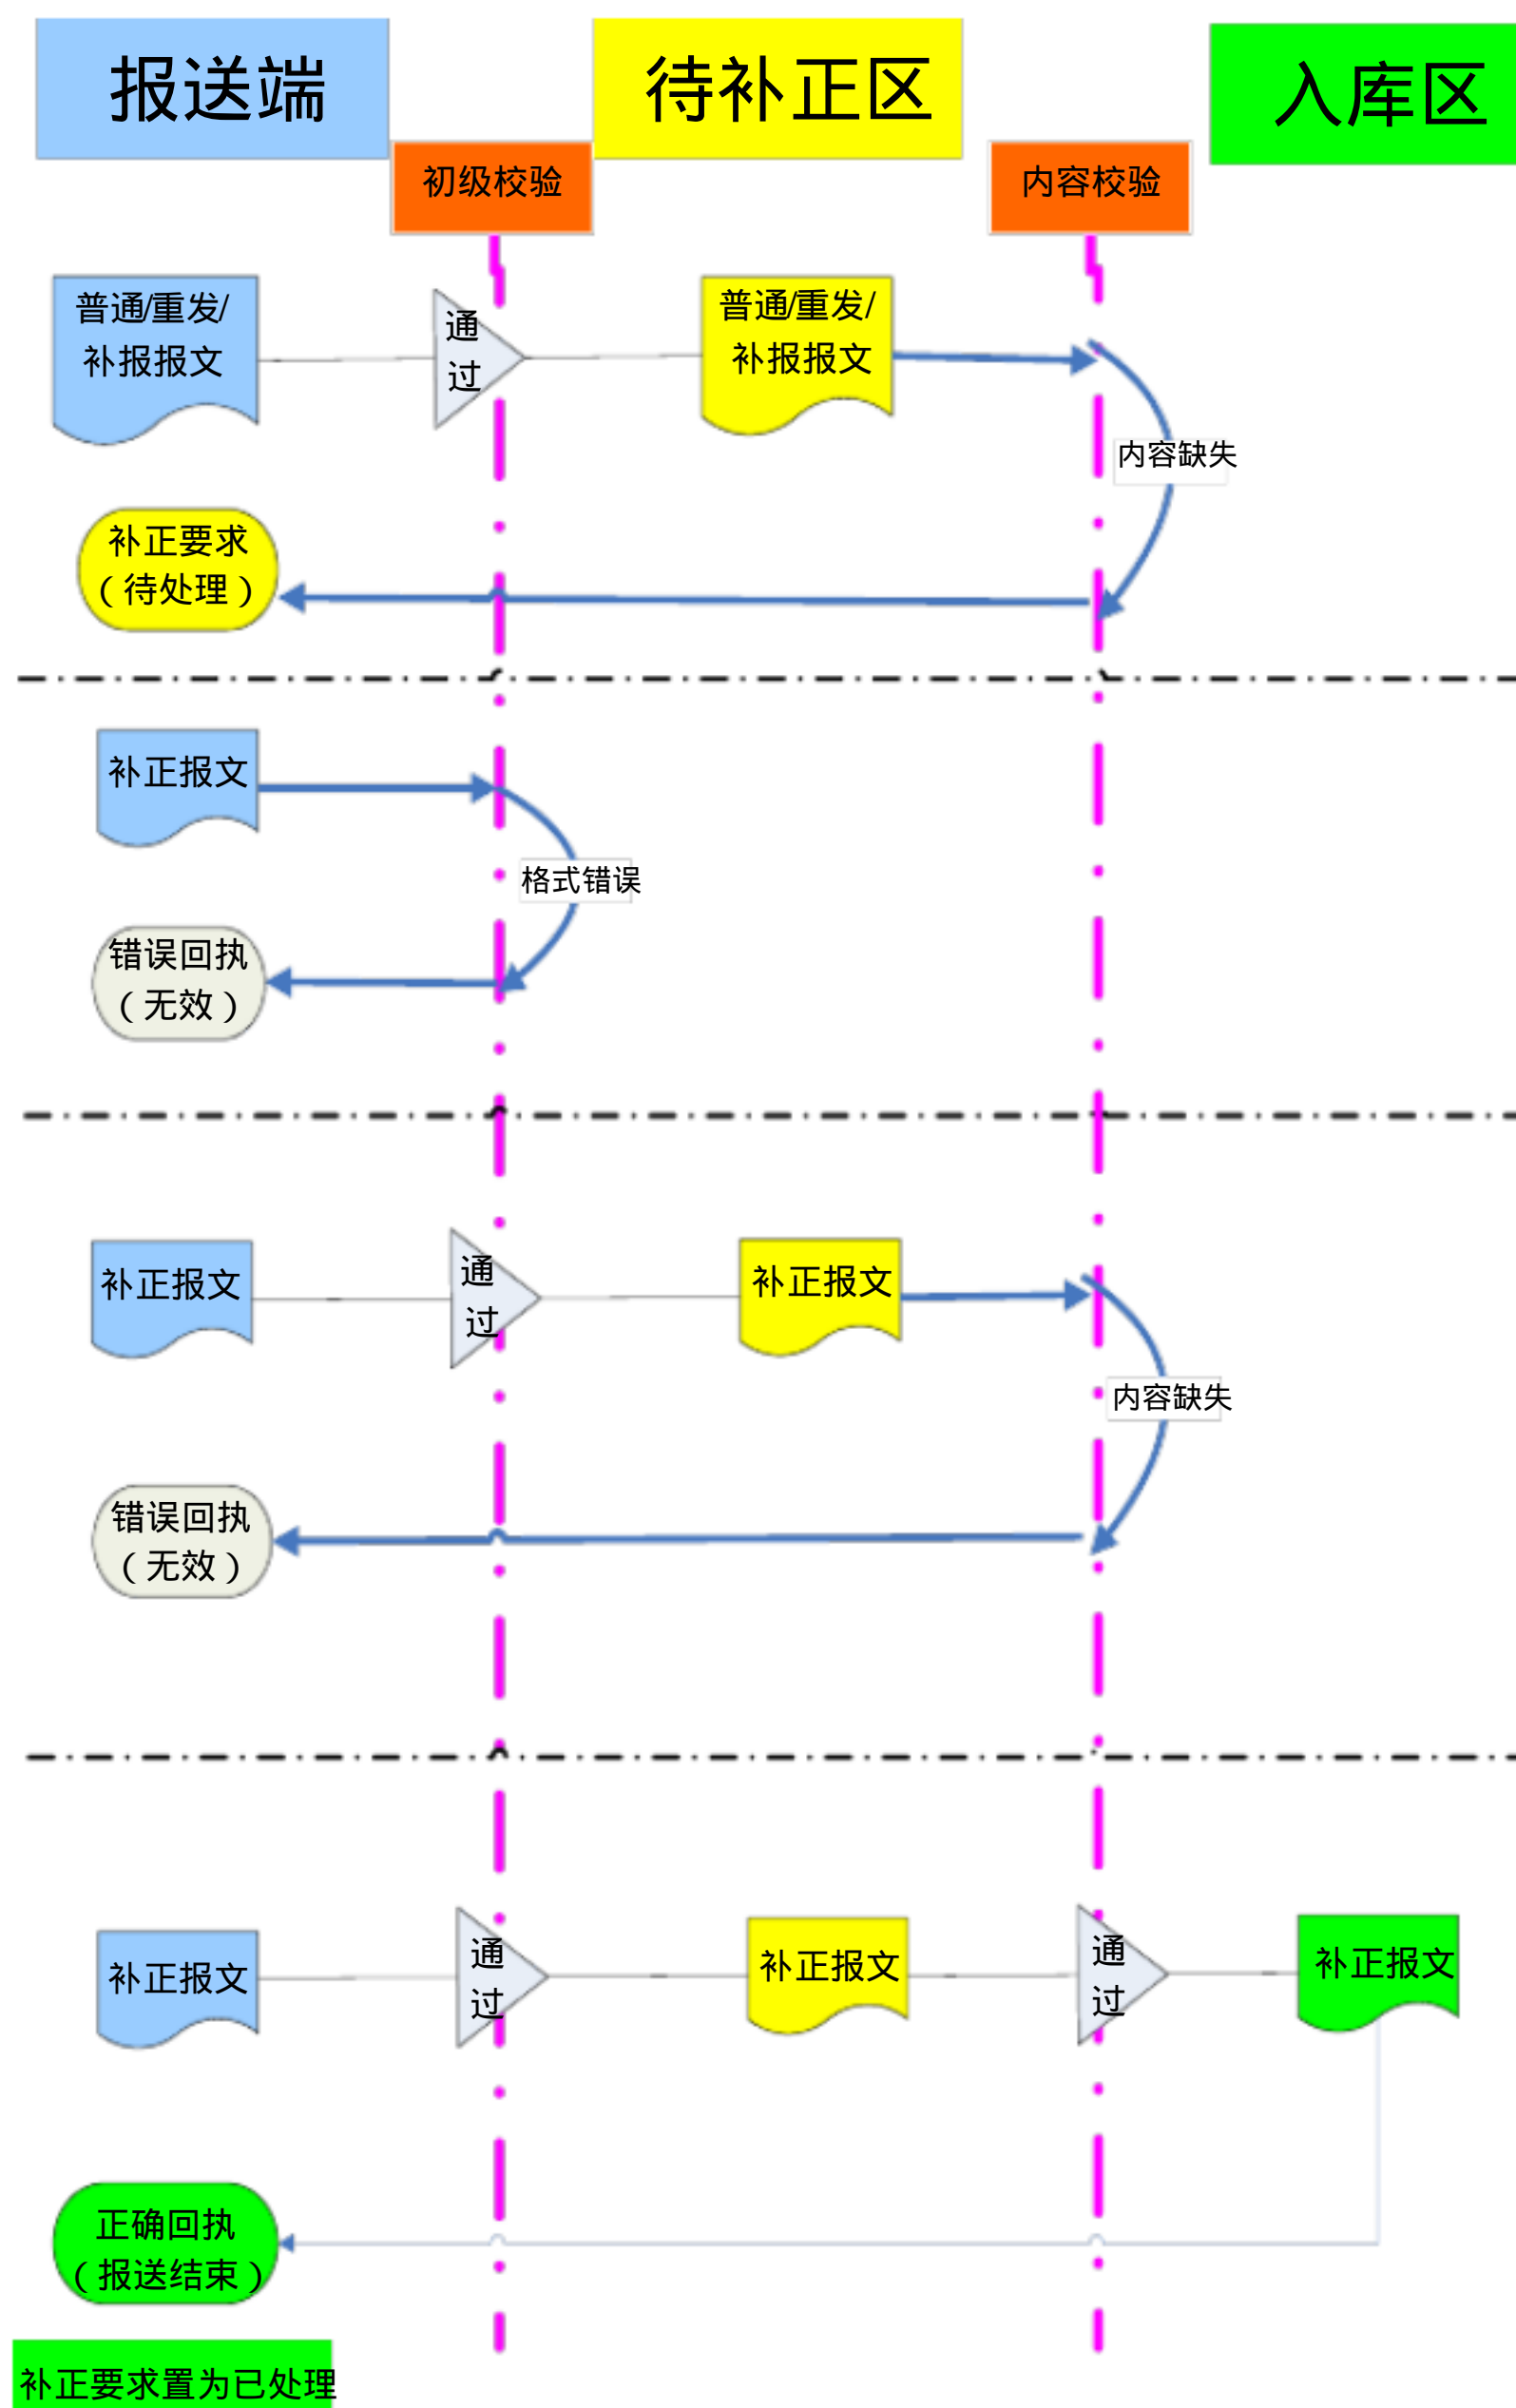 报送端
待补正区
入库区
初级校验
内容校验
普通/重发/
补报报文
通
过
普通/重发/
补报报文
内容缺失
补正要求
（待处理）
补正报文
格式错误
错误回执
（无效）
补正报文
通
过
补正报文
内容缺失
错误回执
（无效）
补正报文
通
过
补正报文
通
过
补正报文
正确回执
（报送结束）
补正要求置为已处理